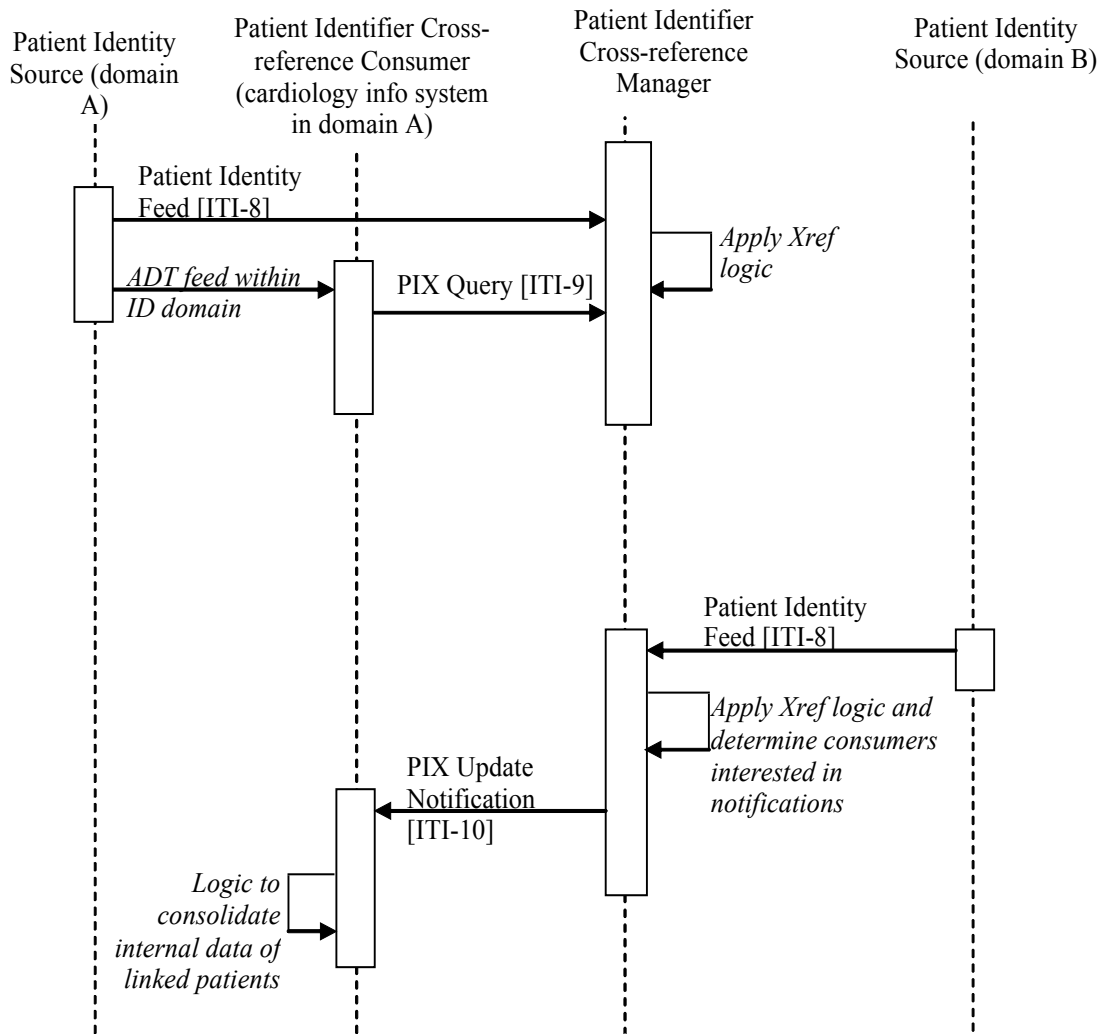 Patient Identity
Source (domain
A)
Patient Identifier Cross-
reference Consumer
(cardiology info system
in domain A)
Patient Identifier
Cross-reference
Manager
Patient Identity
Source (domain B)
Patient Identity
Feed [ITI-8]
Apply Xref
logic
ADT feed within
ID domain
PIX Query [ITI-9]
Patient Identity
Feed [ITI-8]
Apply Xref logic and
determine consumers
interested in
notifications
PIX Update
Notification
[ITI-10]
Logic to
consolidate
internal data of
linked patients